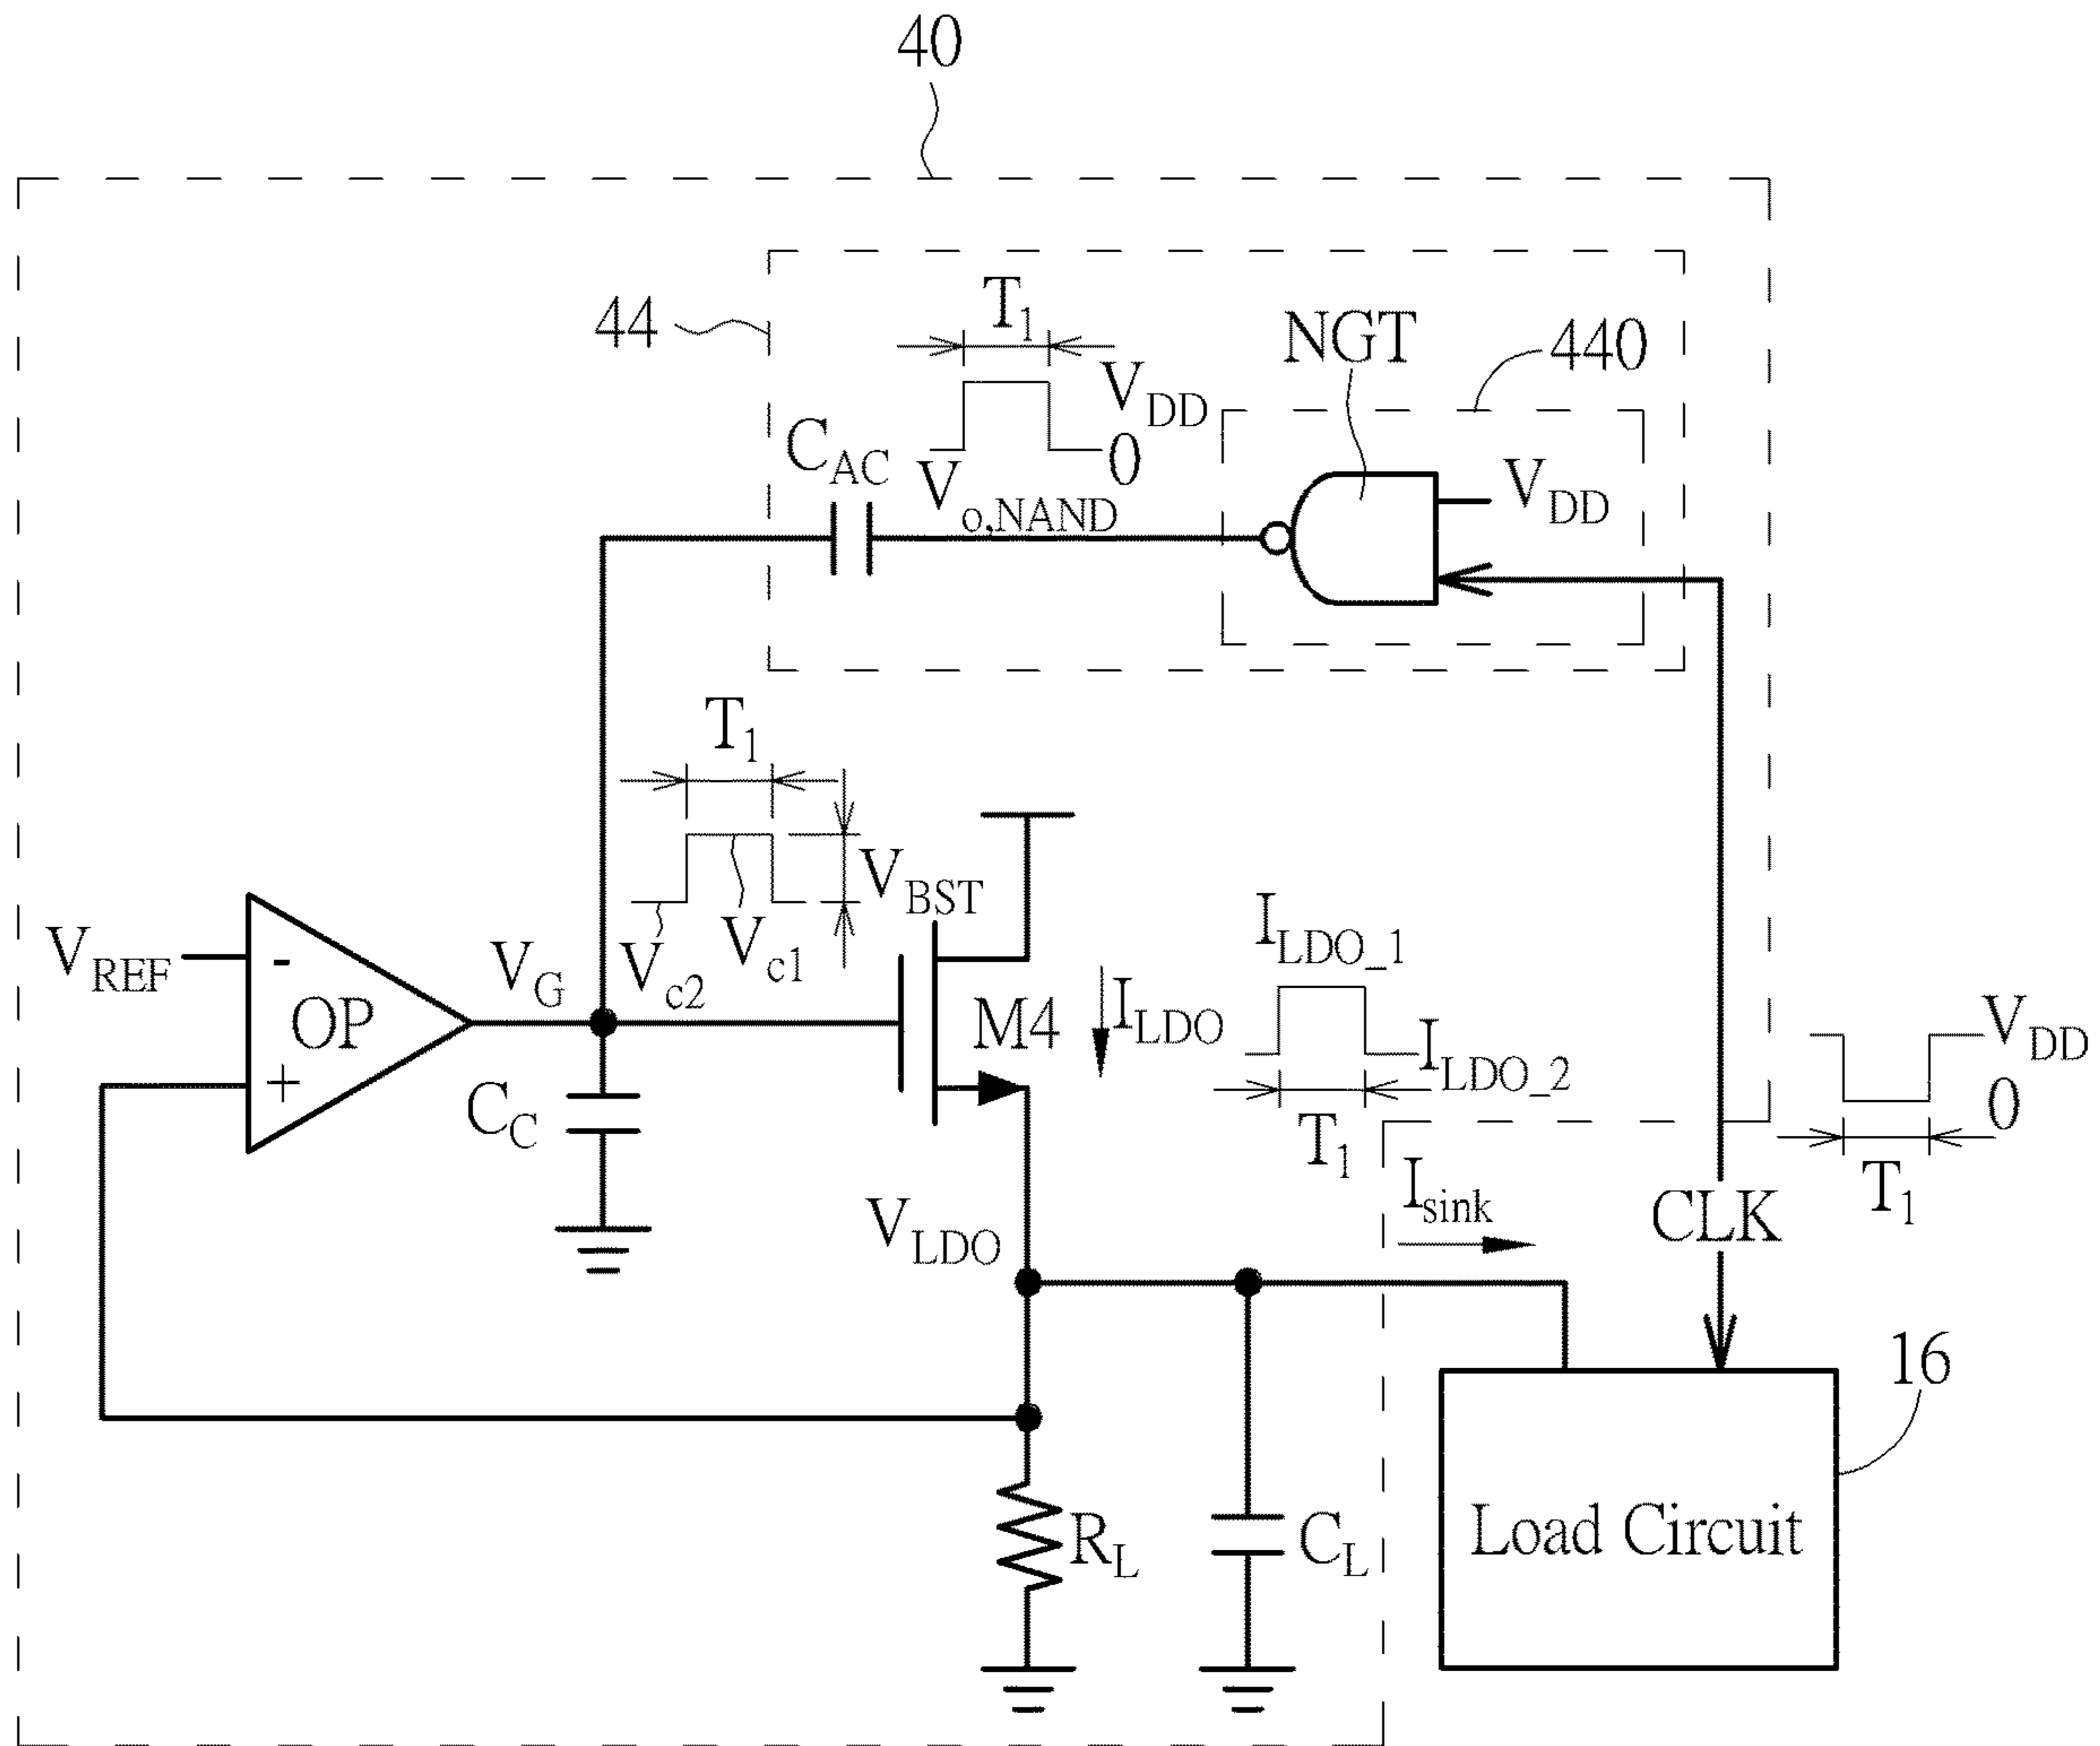 40
44
T1
NGT
440
VDD
0
CAC
Vo,NAND
VDD
T1
VBST
Vc1
Vc2
VREF
-
OP
+
VG
M4
ILDO
ILDO_1
ILDO_2
T1
VDD
0
T1
CC
VLDO
Isink
CLK
16
RL
CL
Load Circuit